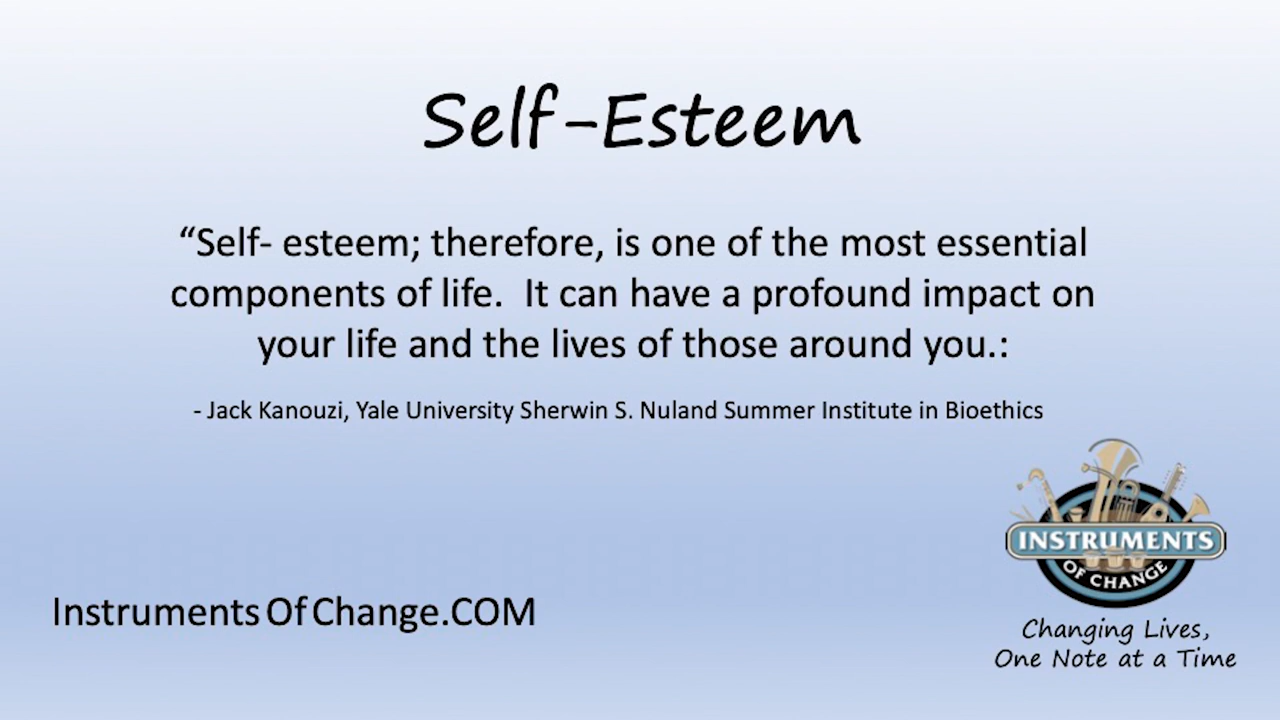 Self-Esteem
“Self- esteem; therefore, is one of the most essential
components of life.  It can have a profound impact on
your life and the lives of those around you.:
- Jack Kanouzi, Yale University Sherwin S. Nuland Summer Institute in Bioethics
INSTRUMENTS
OF CHANGE
Instruments Of Change.COM
Changing Lives,
One Note at a Time